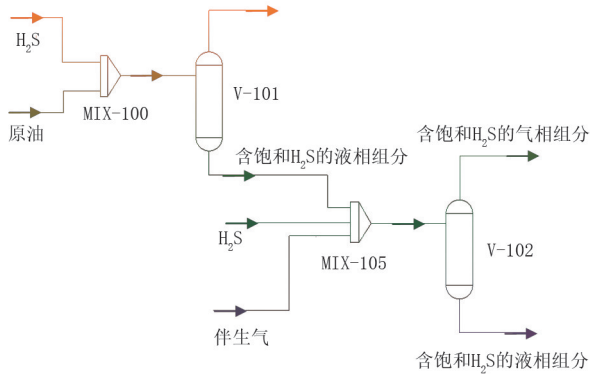 H₂S
原油
MIX-100
V-101
含饱和H₂S的液相组分
H₂S
伴生气
MIX-105
含饱和H₂S的气相组分
V-102
含饱和H₂S的液相组分